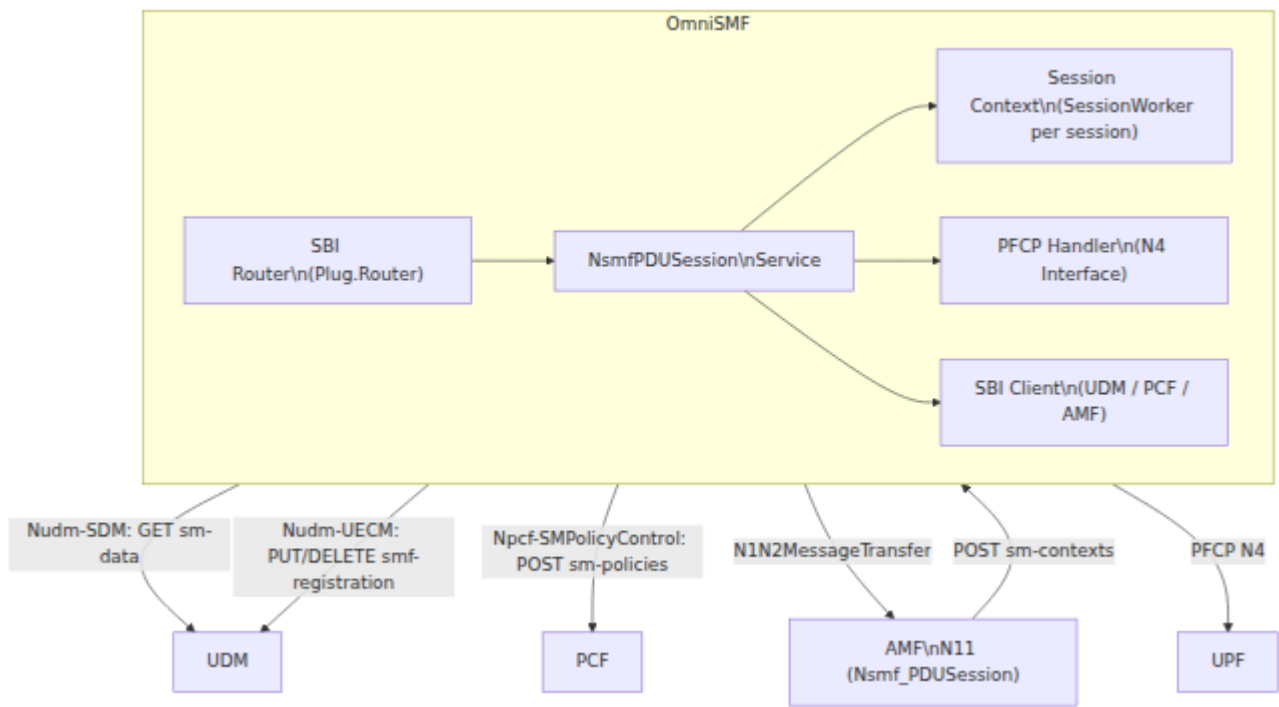 OmniSMF
Session
Context\n(SessionWorker
per session)
SBI
Router\n(Plug.Router)
NsmfPDUSession\nService
PFCP Handler\n(N4
Interface)
SBI Client\n(UDM / PCF /
AMF)
Nudm-SDM: GET sm-
data
Nudm-UECM:
PUT/DELETE smf-
registration
Npcf-SMPolicyControl:
POST sm-policies
N1N2MessageTransfer
POST sm-contexts
PFCP N4
UDM
PCF
AMF\nN11
(Nsmf_PDUSession)
UPF